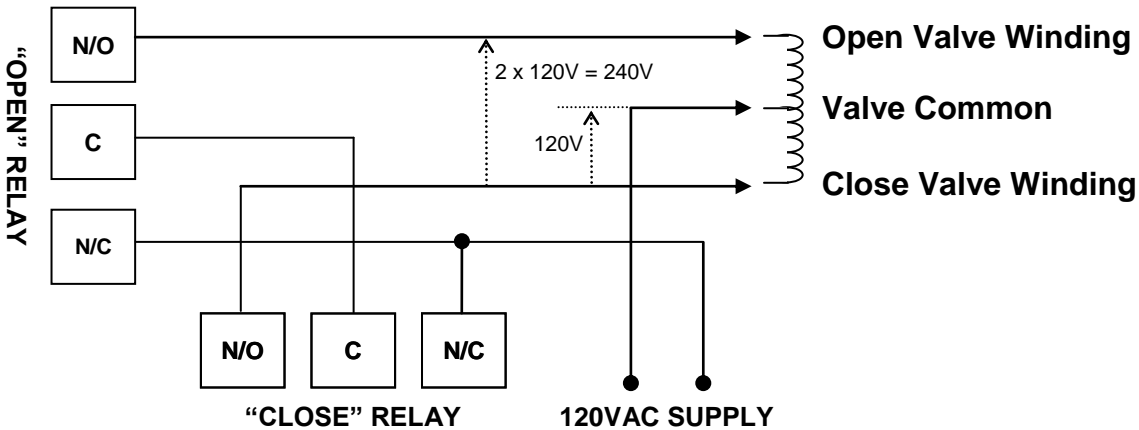 “OPEN” RELAY
N/O
C
N/C
2 x 120V = 240V
120V
Open Valve Winding
Valve Common
Close Valve Winding
N/O
C
N/C
“CLOSE” RELAY
120VAC SUPPLY